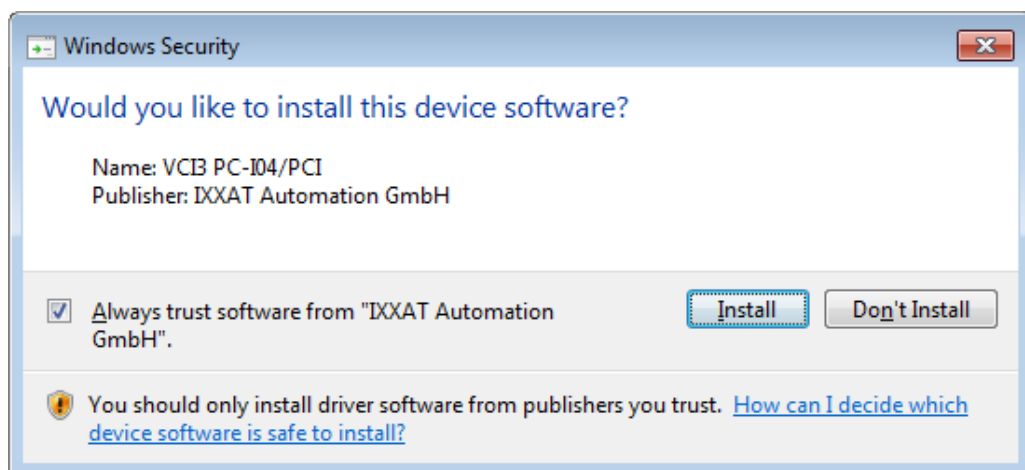 Windows Security
Would you like to install this device software?
Name: VCI3 PC-I04/PCI
Publisher: IXXAT Automation GmbH
Always trust software from "IXXAT Automation
GmbH".
Install
Don't Install
You should only install driver software from publishers you trust. How can I decide which
device software is safe to install?